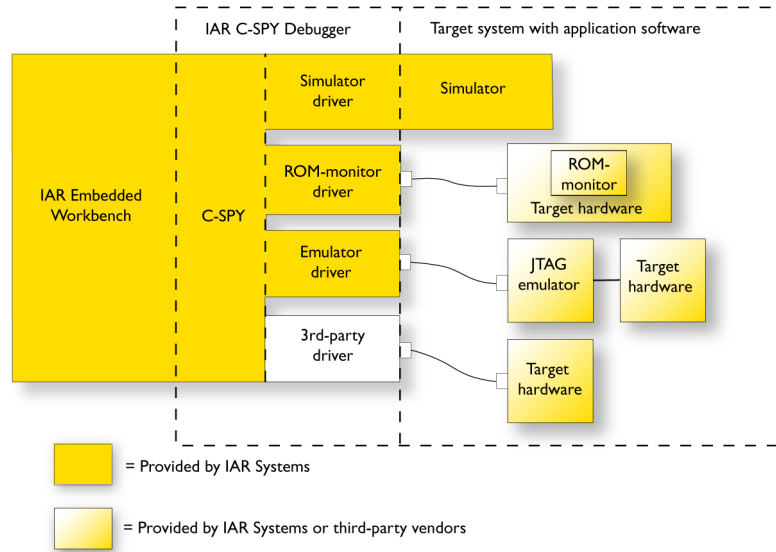 IAR C-SPY Debugger
Target system with application software
Simulator
driver
Simulator
IAR Embedded
Workbench
C-SPY
ROM-monitor
driver
ROM-
monitor
Target hardware
Emulator
driver
JTAG
emulator
Target
hardware
3rd-party
driver
Target
hardware
= Provided by IAR Systems
= Provided by IAR Systems or third-party vendors